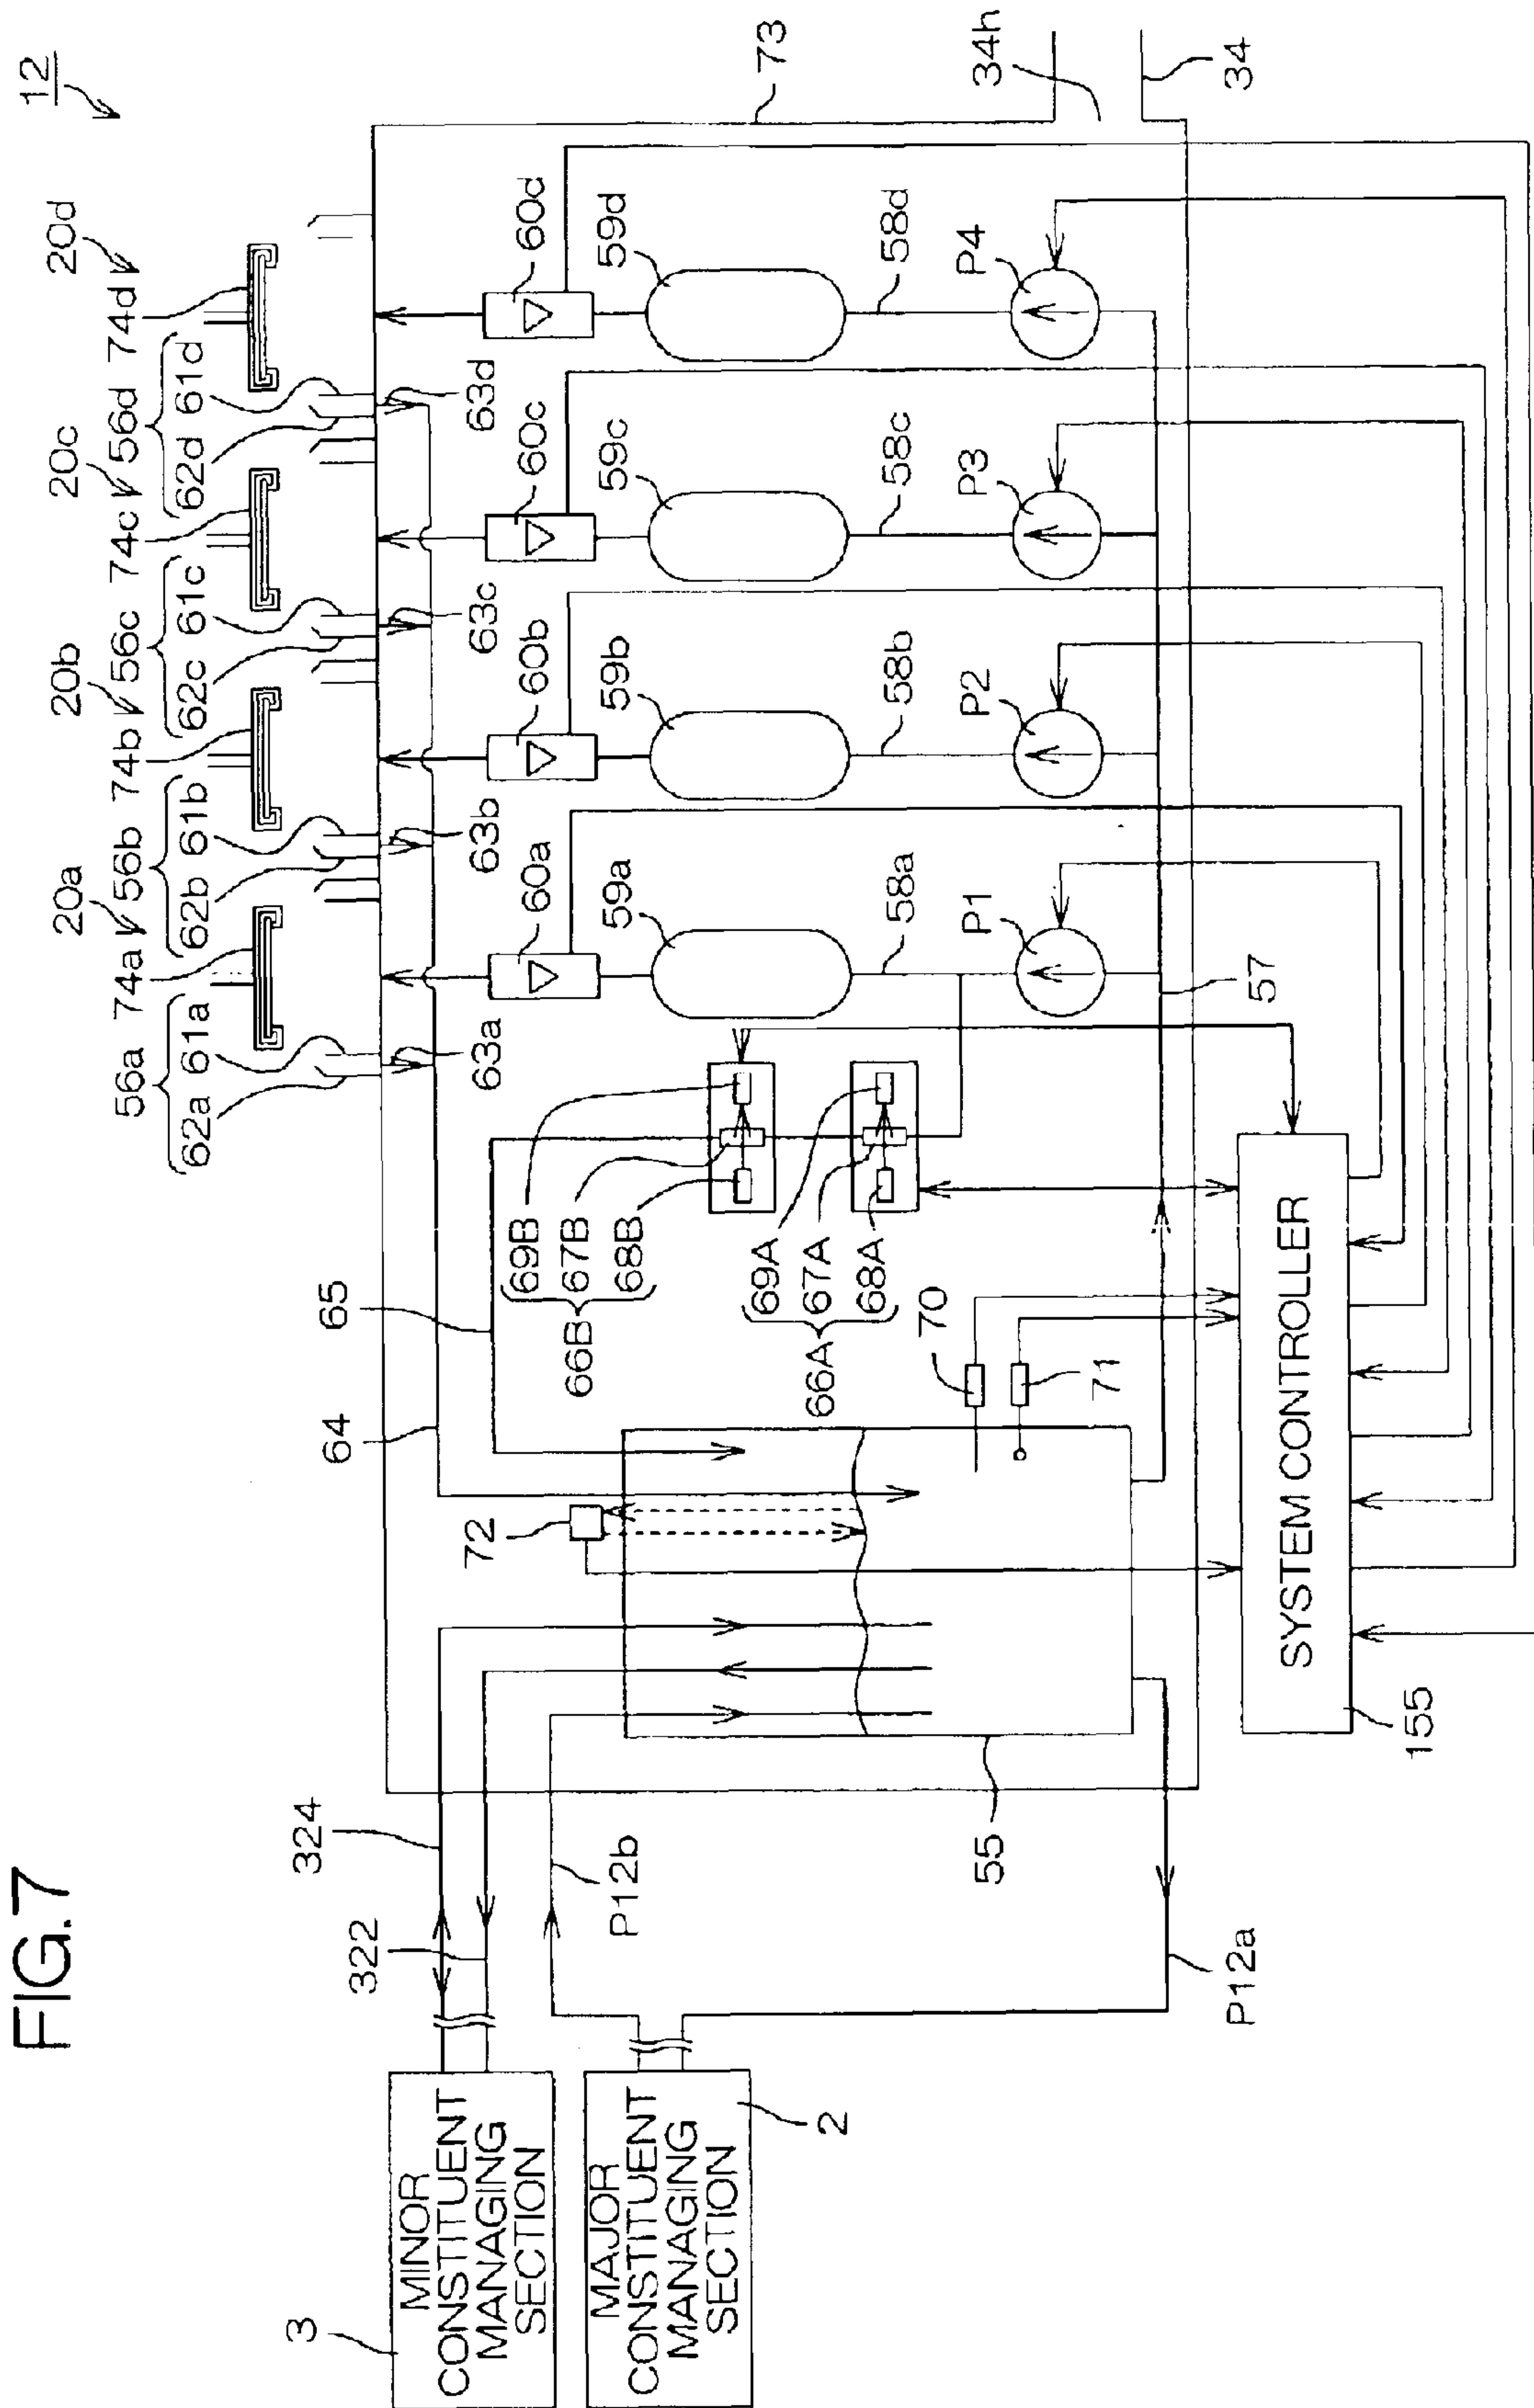 FIG.7
12
20a
20b
20c
20d
56a
74a
56b
74b
56c
74c
56d
74d
62a
61a
62b
61b
62c
61c
62d
61d
63a
63b
63c
63d
64
65
73
34h
34
60a
60b
60c
60d
59a
59b
59c
59d
58a
58b
58c
58d
P1
P2
P3
P4
57
72
69B
67B
68B
66B
69A
67A
68A
66A
70
71
324
322
P12b
P12a
55
3
MINOR
CONSTITUENT
MANAGING
SECTION
MAJOR
CONSTITUENT
MANAGING
SECTION
2
SYSTEM CONTROLLER
155